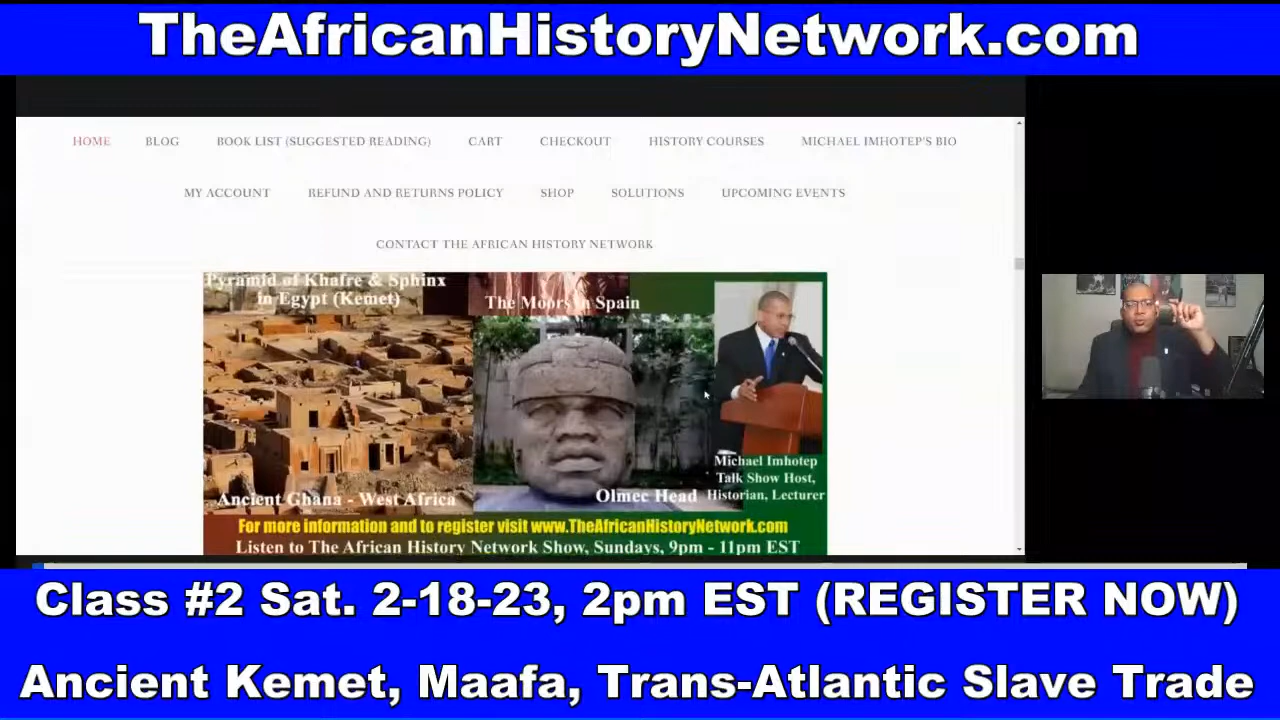 TheAfricanHistoryNetwork.com
HOME BLOG BOOK LIST (SUGGESTED READING) CART CHECKOUT HISTORY COURSES MICHAEL IMHOTEP'S BIO
MY ACCOUNT REFUND AND RETURNS POLICY SHOP SOLUTIONS UPCOMING EVENTS
CONTACT THE AFRICAN HISTORY NETWORK
Pyramid of Khafre & Sphinx
in Egypt (Kemet)
The Moors in Spain
Ancient Ghana - West Africa
Olmec Head
Michael Imhotep
Talk Show Host,
Historian, Lecturer
For more information and to register visit www.TheAfricanHistoryNetwork.com
Listen to The African History Network Show, Sundays, 9pm - 11pm EST
Class #2 Sat. 2-18-23, 2pm EST (REGISTER NOW)
Ancient Kemet, Maafa, Trans-Atlantic Slave Trade